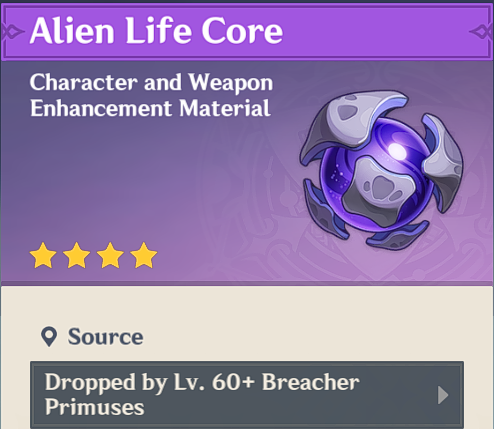 Alien Life Core
Character and Weapon
Enhancement Material
Source
Dropped by Lv. 60+ Breacher
Primuses